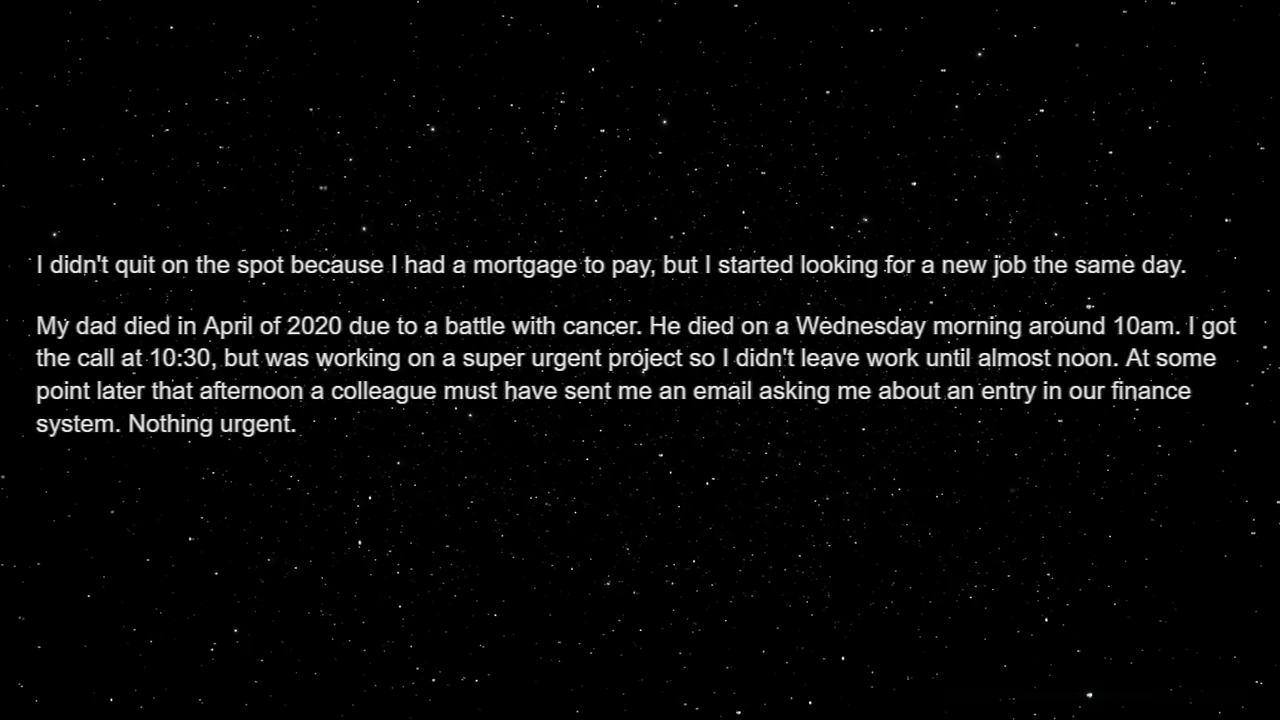 I didn't quit on the spot because I had a mortgage to pay, but I started looking for a new job the same day.
My dad died in April of 2020 due to a battle with cancer. He died on a Wednesday morning around 10am. I got
the call at 10:30, but was working on a super urgent project so I didn't leave work until almost noon. At some
point later that afternoon a colleague must have sent me an email asking me about an entry in our finance
system. Nothing urgent.